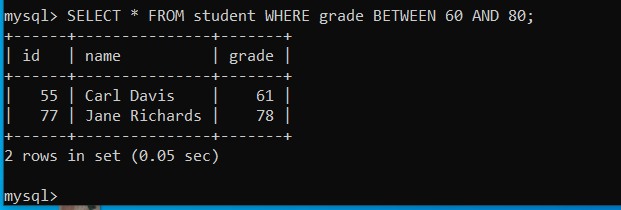 mysql> SELECT * FROM student WHERE grade BETWEEN 60 AND 80;
+------+---------------+-------+
| id   | name          | grade |
+------+---------------+-------+
|   55 | Carl Davis    |    61 |
|   77 | Jane Richards |    78 |
+------+---------------+-------+
2 rows in set (0.05 sec)
mysql>